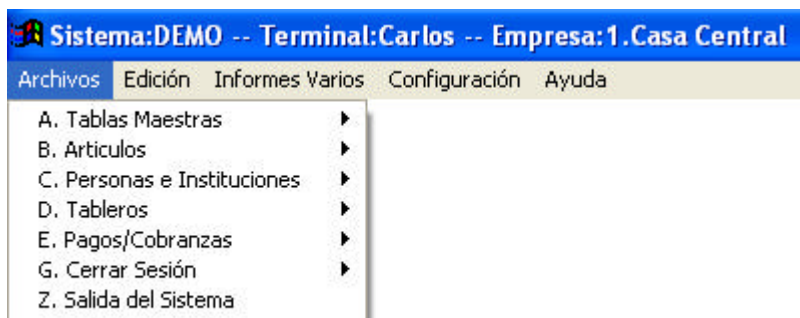 Sistema:DEMO -- Terminal:Carlos -- Empresa:1.Casa Central
Archivos Edición Informes Varios Configuración Ayuda
A. Tablas Maestras
B. Articulos
C. Personas e Instituciones
D. Tableros
E. Pagos/Cobranzas
G. Cerrar Sesión
Z. Salida del Sistema